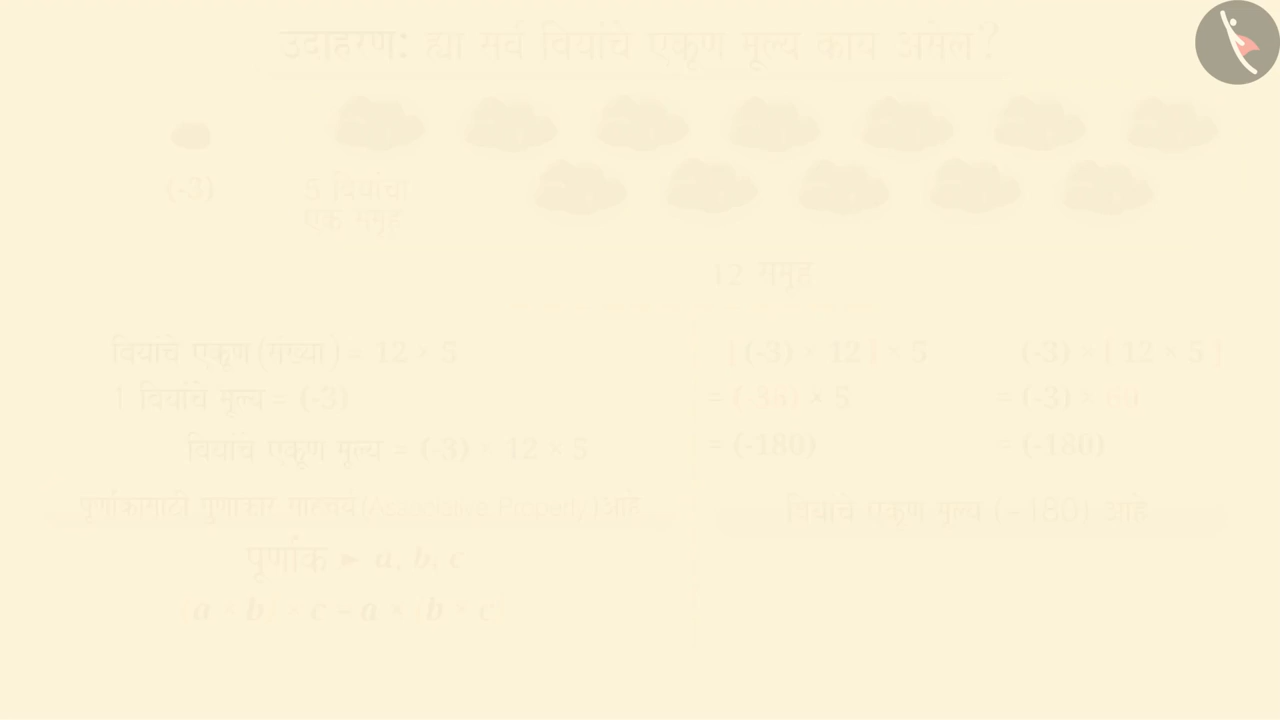 उदाहरण: ह्या सर्व बियांचे एकूण मूल्य काय असेल?
(-3)
5 बियांचा
एक समूह
12 समूह
बियांचे एकूण (संख्या) = 12 × 5
1 बियांचे मूल्य = (-3)
बियांचे एकूण मूल्य = (-3) × 12 × 5
[ (-3) × 12 ] × 5
= (-36) × 5
= (-180)
(-3) × [ 12 × 5 ]
= (-3) × 60
= (-180)
पूर्णांकासाठी गुणाकार साहचर्य (Associative Property) आहे
बियांचे एकूण मूल्य (-180) आहे
पूर्णांक ► a, b, c
(a × b) × c = a × (b × c)